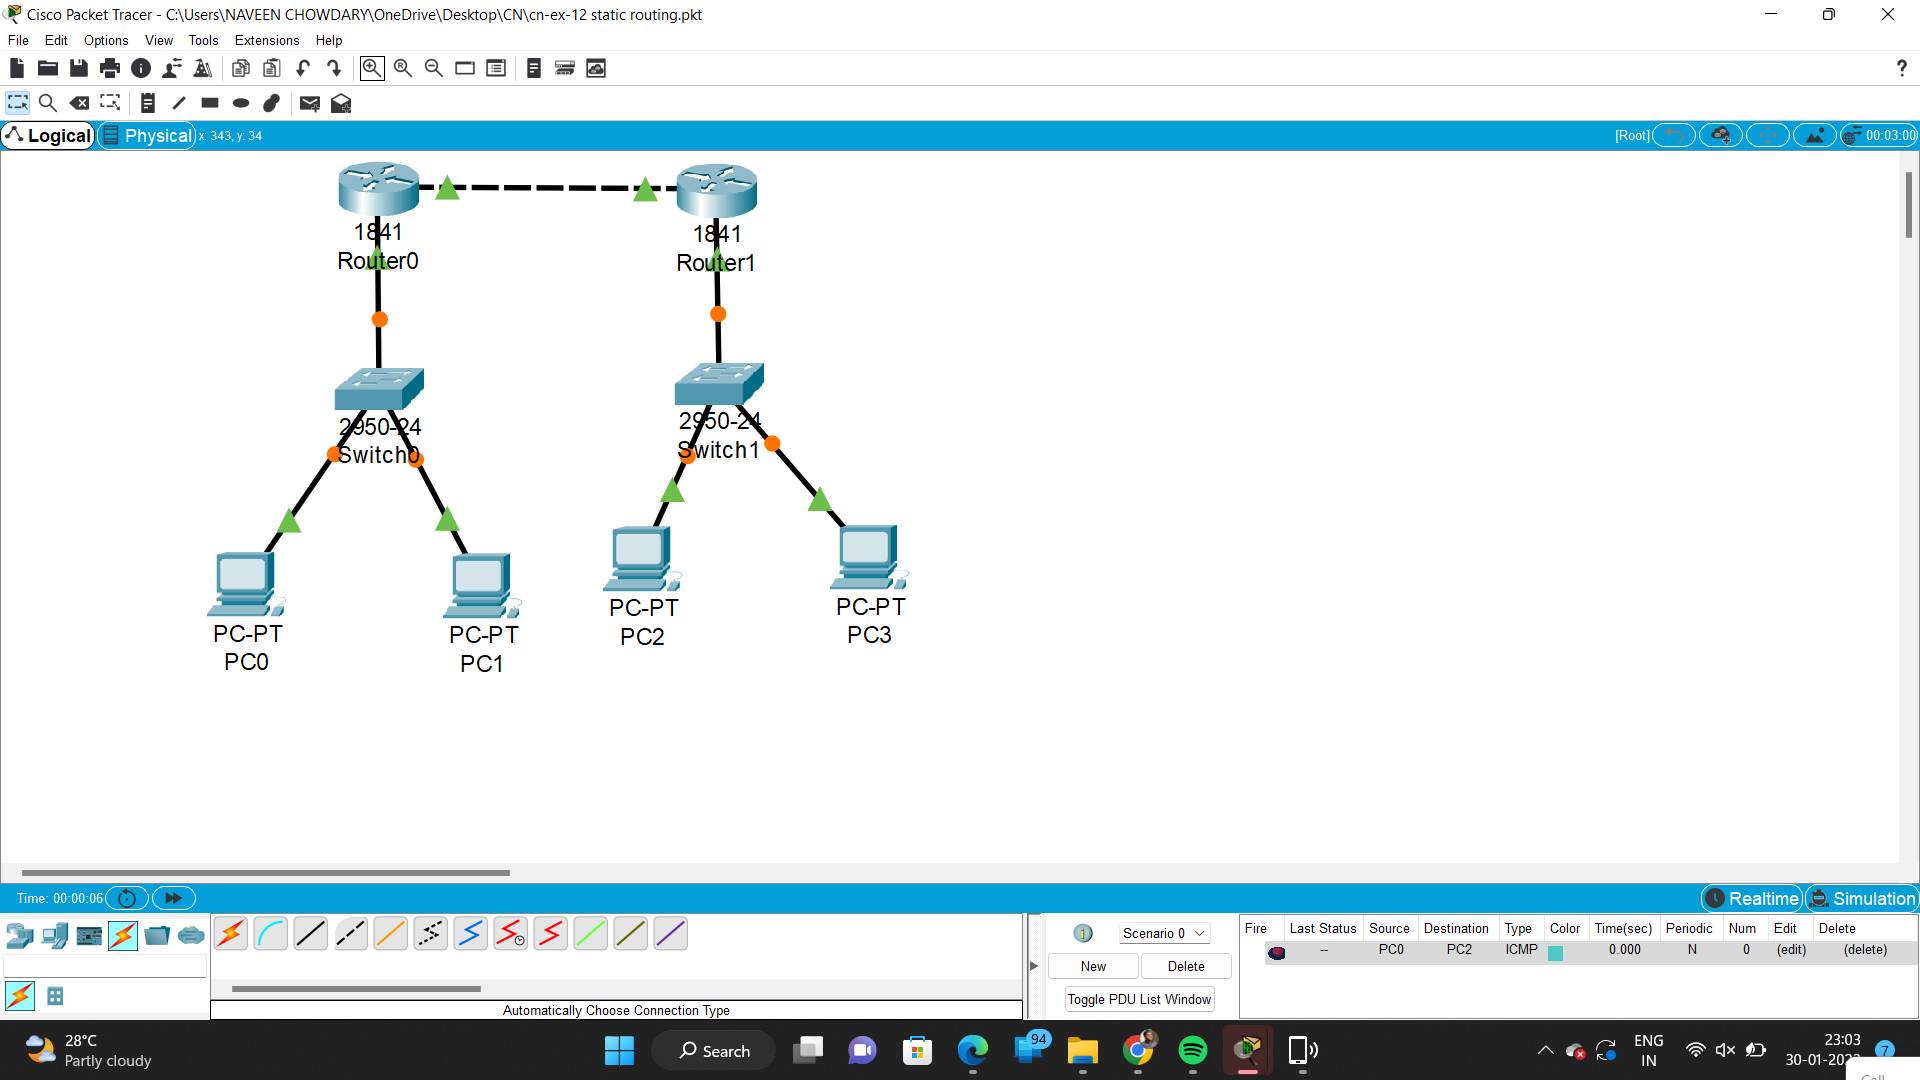 Cisco Packet Tracer - C:\Users\NAVEEN CHOWDARY\OneDrive\Desktop\CN\cn-ex-12 static routing.pkt
File Edit Options View Tools Extensions Help
?
Logical Physical x: 343, y: 34 [Root] 00:03:00
1841
Router0
1841
Router1
2950-24
Switch0
2950-24
Switch1
PC-PT
PC0
PC-PT
PC1
PC-PT
PC2
PC-PT
PC3
Time: 00:00:06 Realtime Simulation
Scenario 0
New Delete
Toggle PDU List Window
Fire Last Status Source Destination Type Color Time(sec) Periodic Num Edit Delete
-- PC0 PC2 ICMP 0.000 N 0 (edit) (delete)
Automatically Choose Connection Type
28°C
Partly cloudy
Search
94
ENG
IN
23:03
30-01-202
7